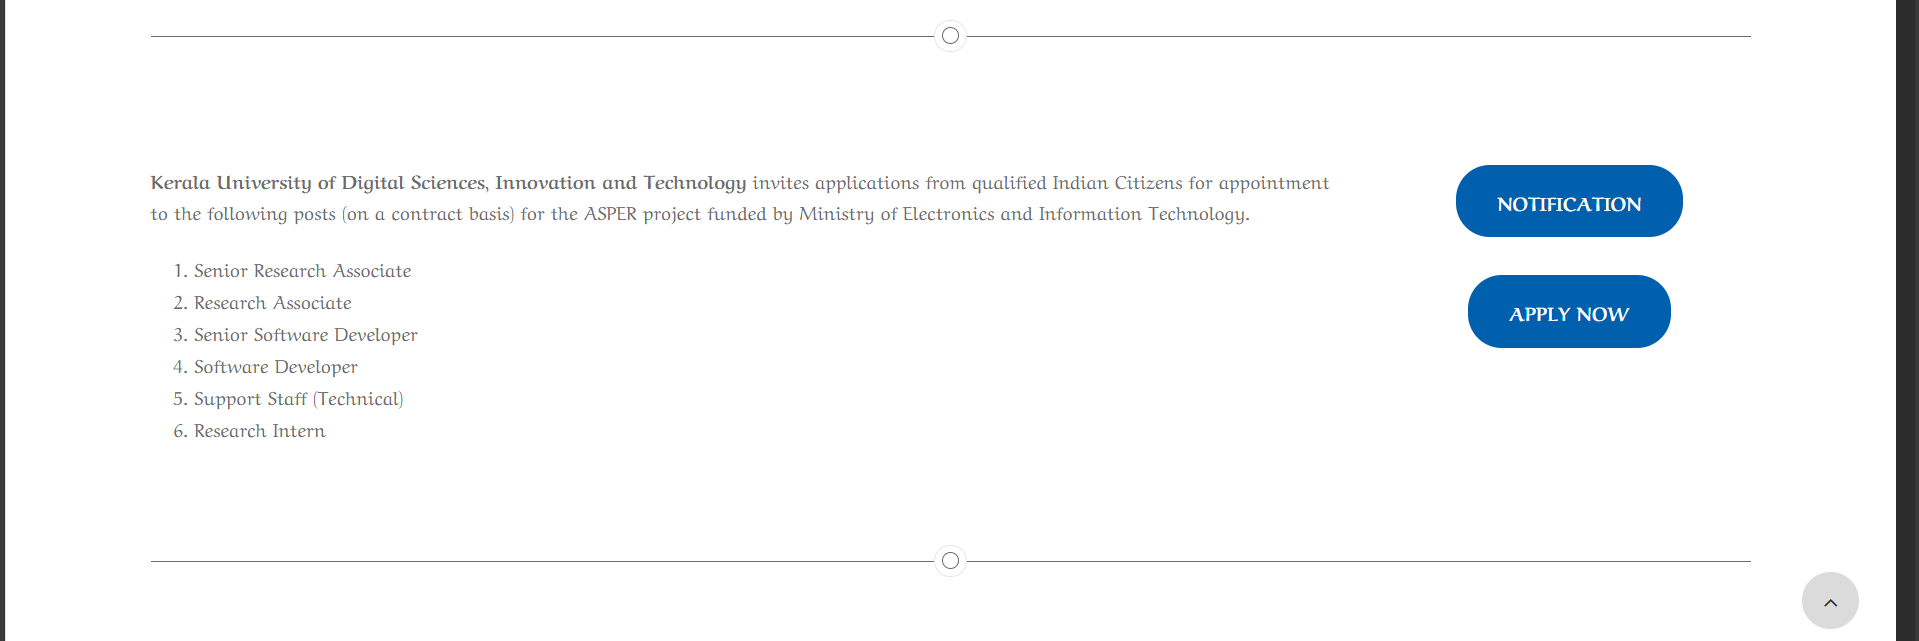 Kerala University of Digital Sciences, Innovation and Technology invites applications from qualified Indian Citizens for appointment
to the following posts (on a contract basis) for the ASPER project funded by Ministry of Electronics and Information Technology.
1. Senior Research Associate
2. Research Associate
3. Senior Software Developer
4. Software Developer
5. Support Staff (Technical)
6. Research Intern
NOTIFICATION
APPLY NOW